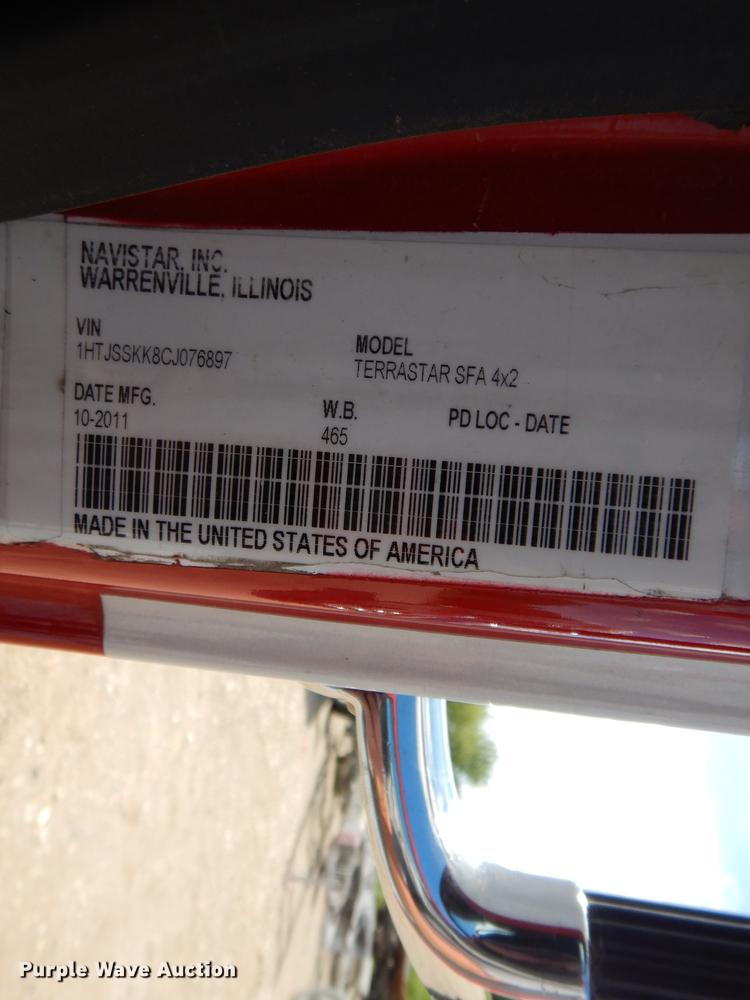 NAVISTAR, INC.
WARRENVILLE, ILLINOIS
VIN
1HTJSSKK8CJ076897
MODEL
TERRASTAR SFA 4x2
DATE MFG.
10-2011
W.B.
465
PD LOC - DATE
MADE IN THE UNITED STATES OF AMERICA
Purple Wave Auction